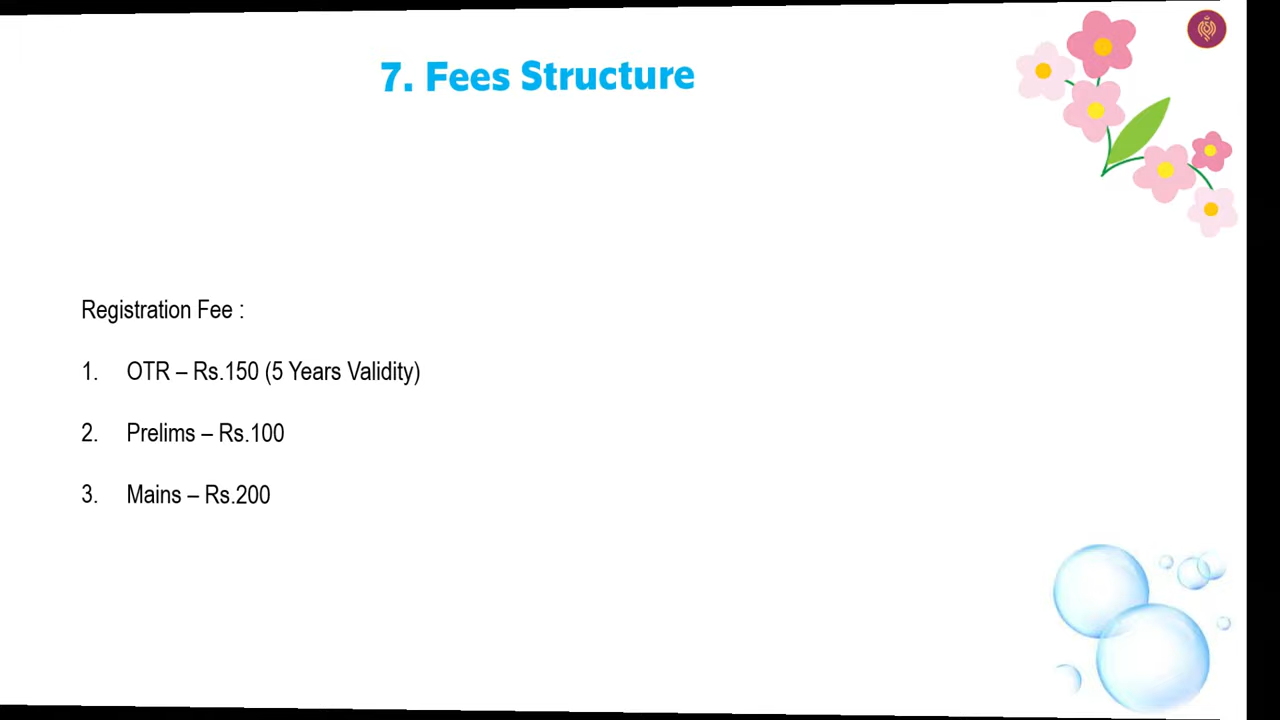 7. Fees Structure
Registration Fee :
1. OTR – Rs.150 (5 Years Validity)
2. Prelims – Rs.100
3. Mains – Rs.200